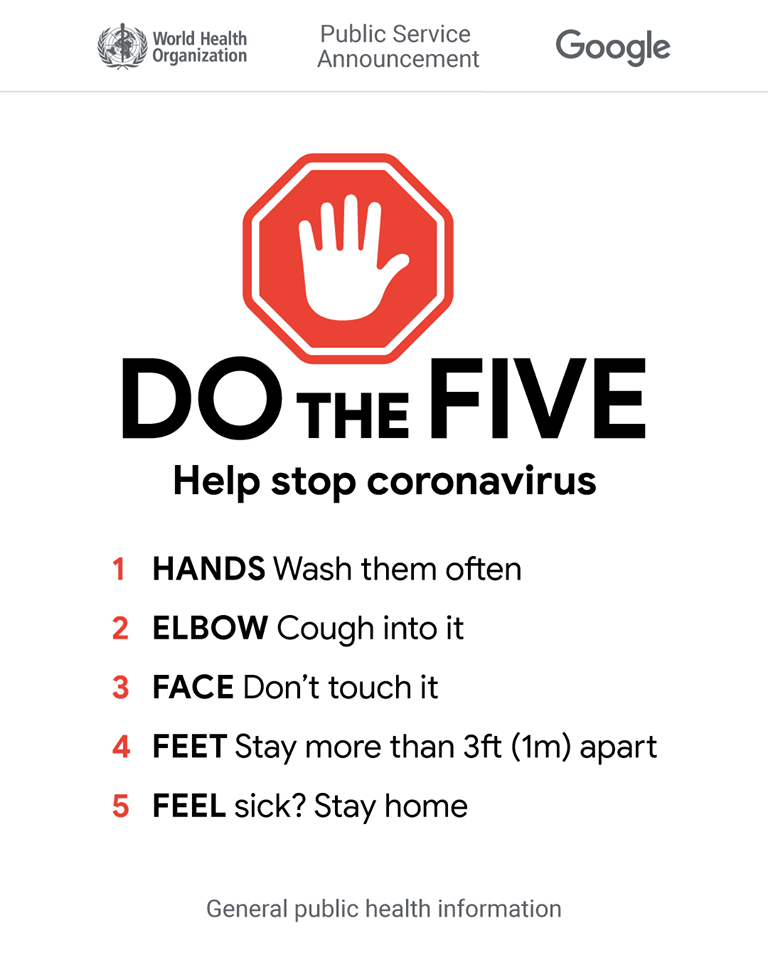 World Health
Organization
Public Service
Announcement
Google
DO THE FIVE
Help stop coronavirus
1 HANDS Wash them often
2 ELBOW Cough into it
3 FACE Don't touch it
4 FEET Stay more than 3ft (1m) apart
5 FEEL sick? Stay home
General public health information